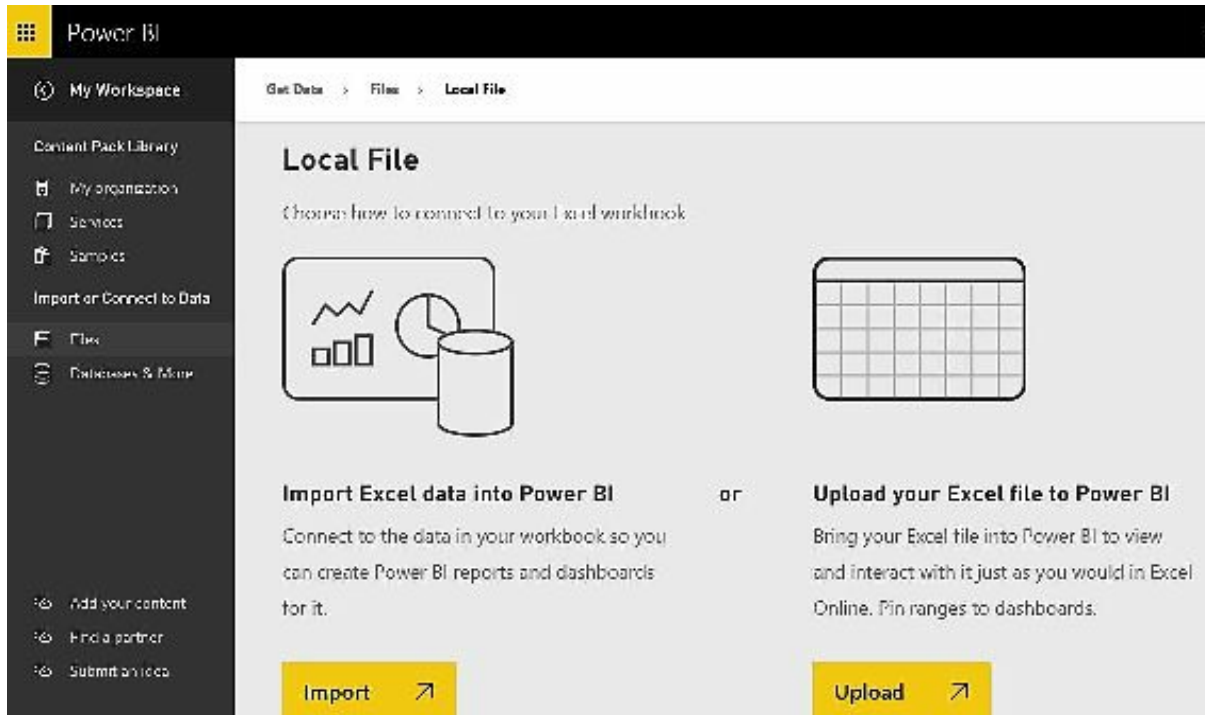 Power BI
My Workspace
Get Data > Files > Local File
Content Pack Library
My organization
Services
Samples
Import or Connect to Data
Files
Databases & More
Add your content
Find a partner
Submit an idea
Local File
Choose how to connect to your Excel workbook
Import Excel data into Power BI
Connect to the data in your workbook so you
can create Power BI reports and dashboards
for it.
Import
or
Upload your Excel file to Power BI
Bring your Excel file into Power BI to view
and interact with it just as you would in Excel
Online. Pin ranges to dashboards.
Upload